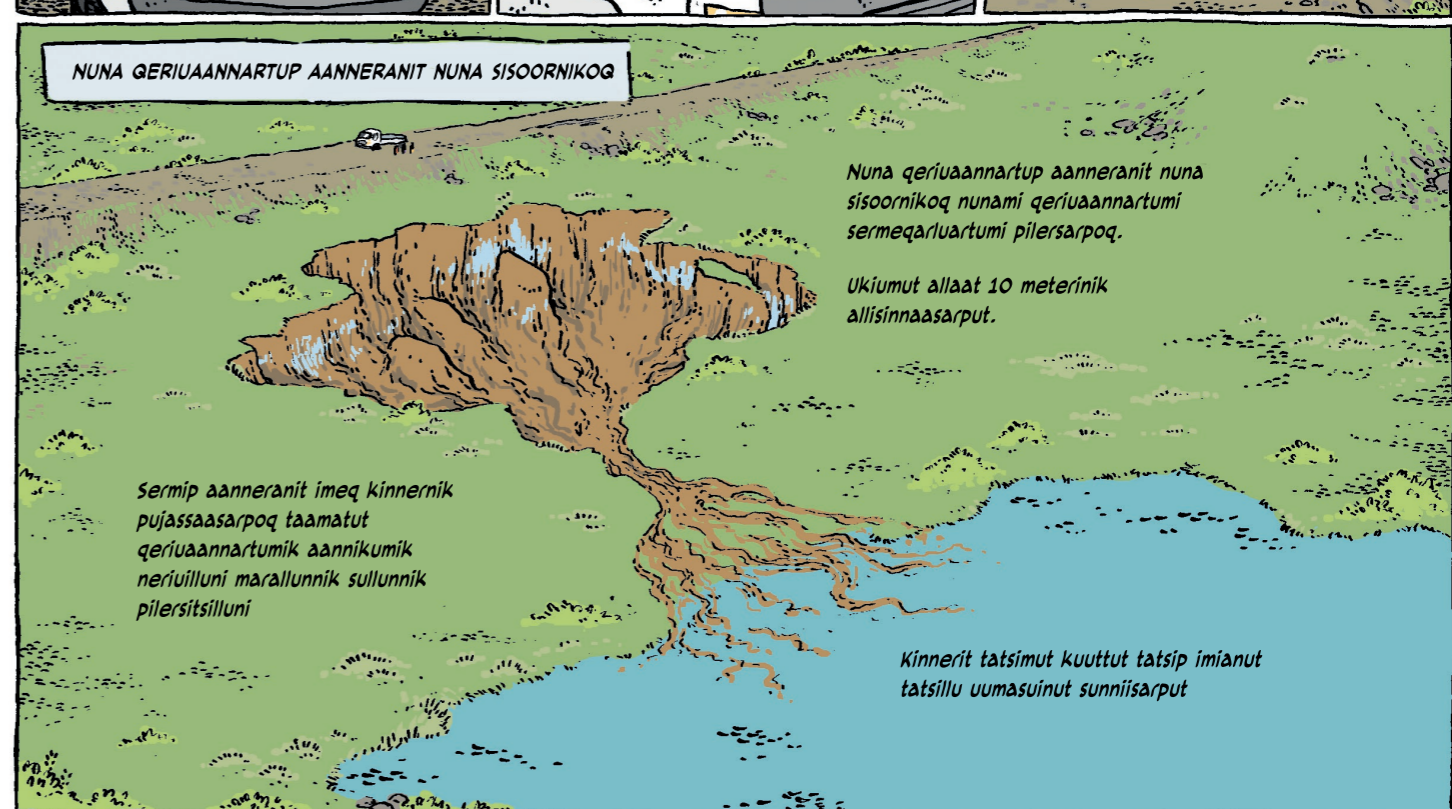 NUNA QERIUAANNARTUP AANNERANIT NUNA SISOORNIKOQ
Nuna qeriuaannartup aanneranit nuna
sisoornikoq nunami qeriuaannartumi
sermeqarluartumi pilersarpoq.
Ukiumut allaat 10 meterinik
allisinnaasarput.
Sermip aanneranit imeq kinnernik
pujassaasarpoq taamatut
qeriuaannartumik aannikumik
neriuilluni marallunnik sullunnik
pilersitsilluni
Kinnerit tatsimut kuuttut tatsip imianut
tatsillu uumasuinut sunniisarput